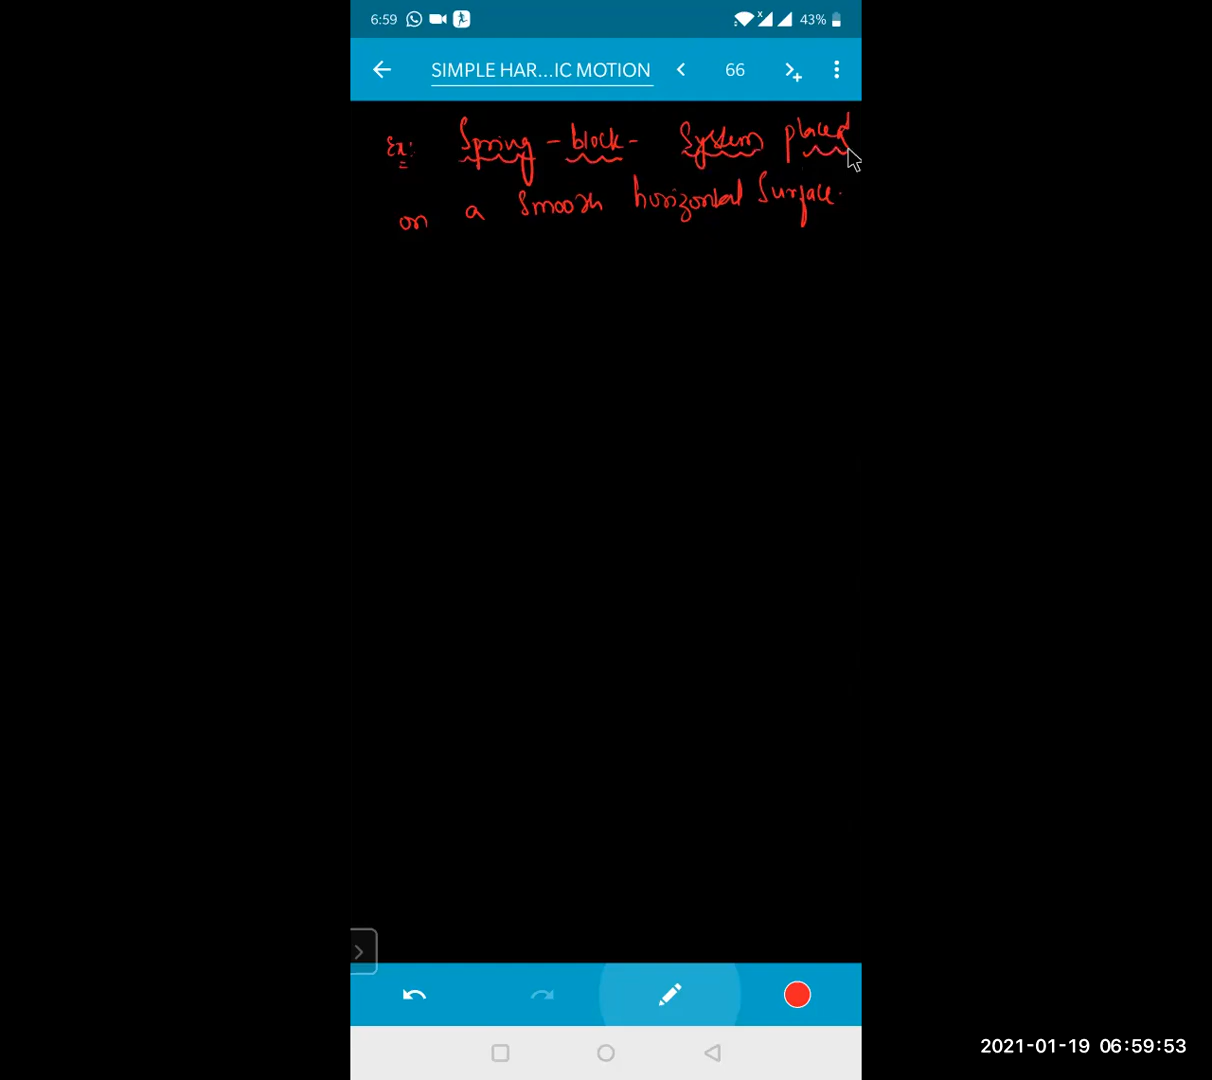 6:59 43%
SIMPLE HAR...IC MOTION 66
Ex: Spring - block - System placed
on a smooth horizontal surface.
2021-01-19 06:59:53